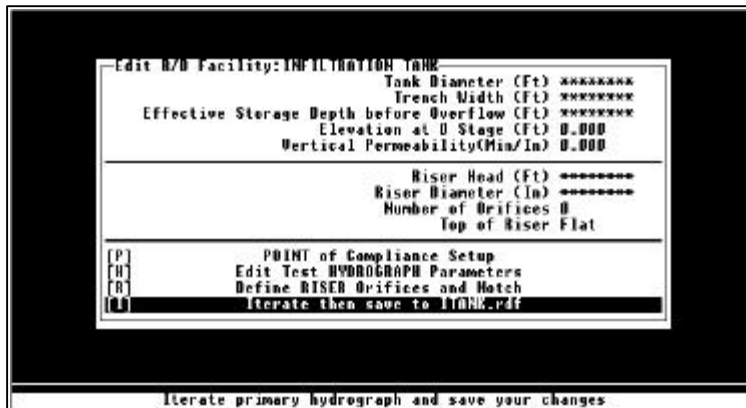 Edit R/D Facility:INFILTRATION TANK
Tank Diameter (Ft) ********
Trench Width (Ft) ********
Effective Storage Depth before Overflow (Ft) ********
Elevation at 0 Stage (Ft) 0.000
Vertical Permeability(Min/In) 0.000
Riser Head (Ft) ********
Riser Diameter (In) ********
Number of Orifices 0
Top of Riser Flat
[P] POINT of Compliance Setup
[H] Edit Test HYDROGRAPH Parameters
[R] Define RISER Orifices and Notch
[I] Iterate then save to ITANK.rdf
Iterate primary hydrograph and save your changes